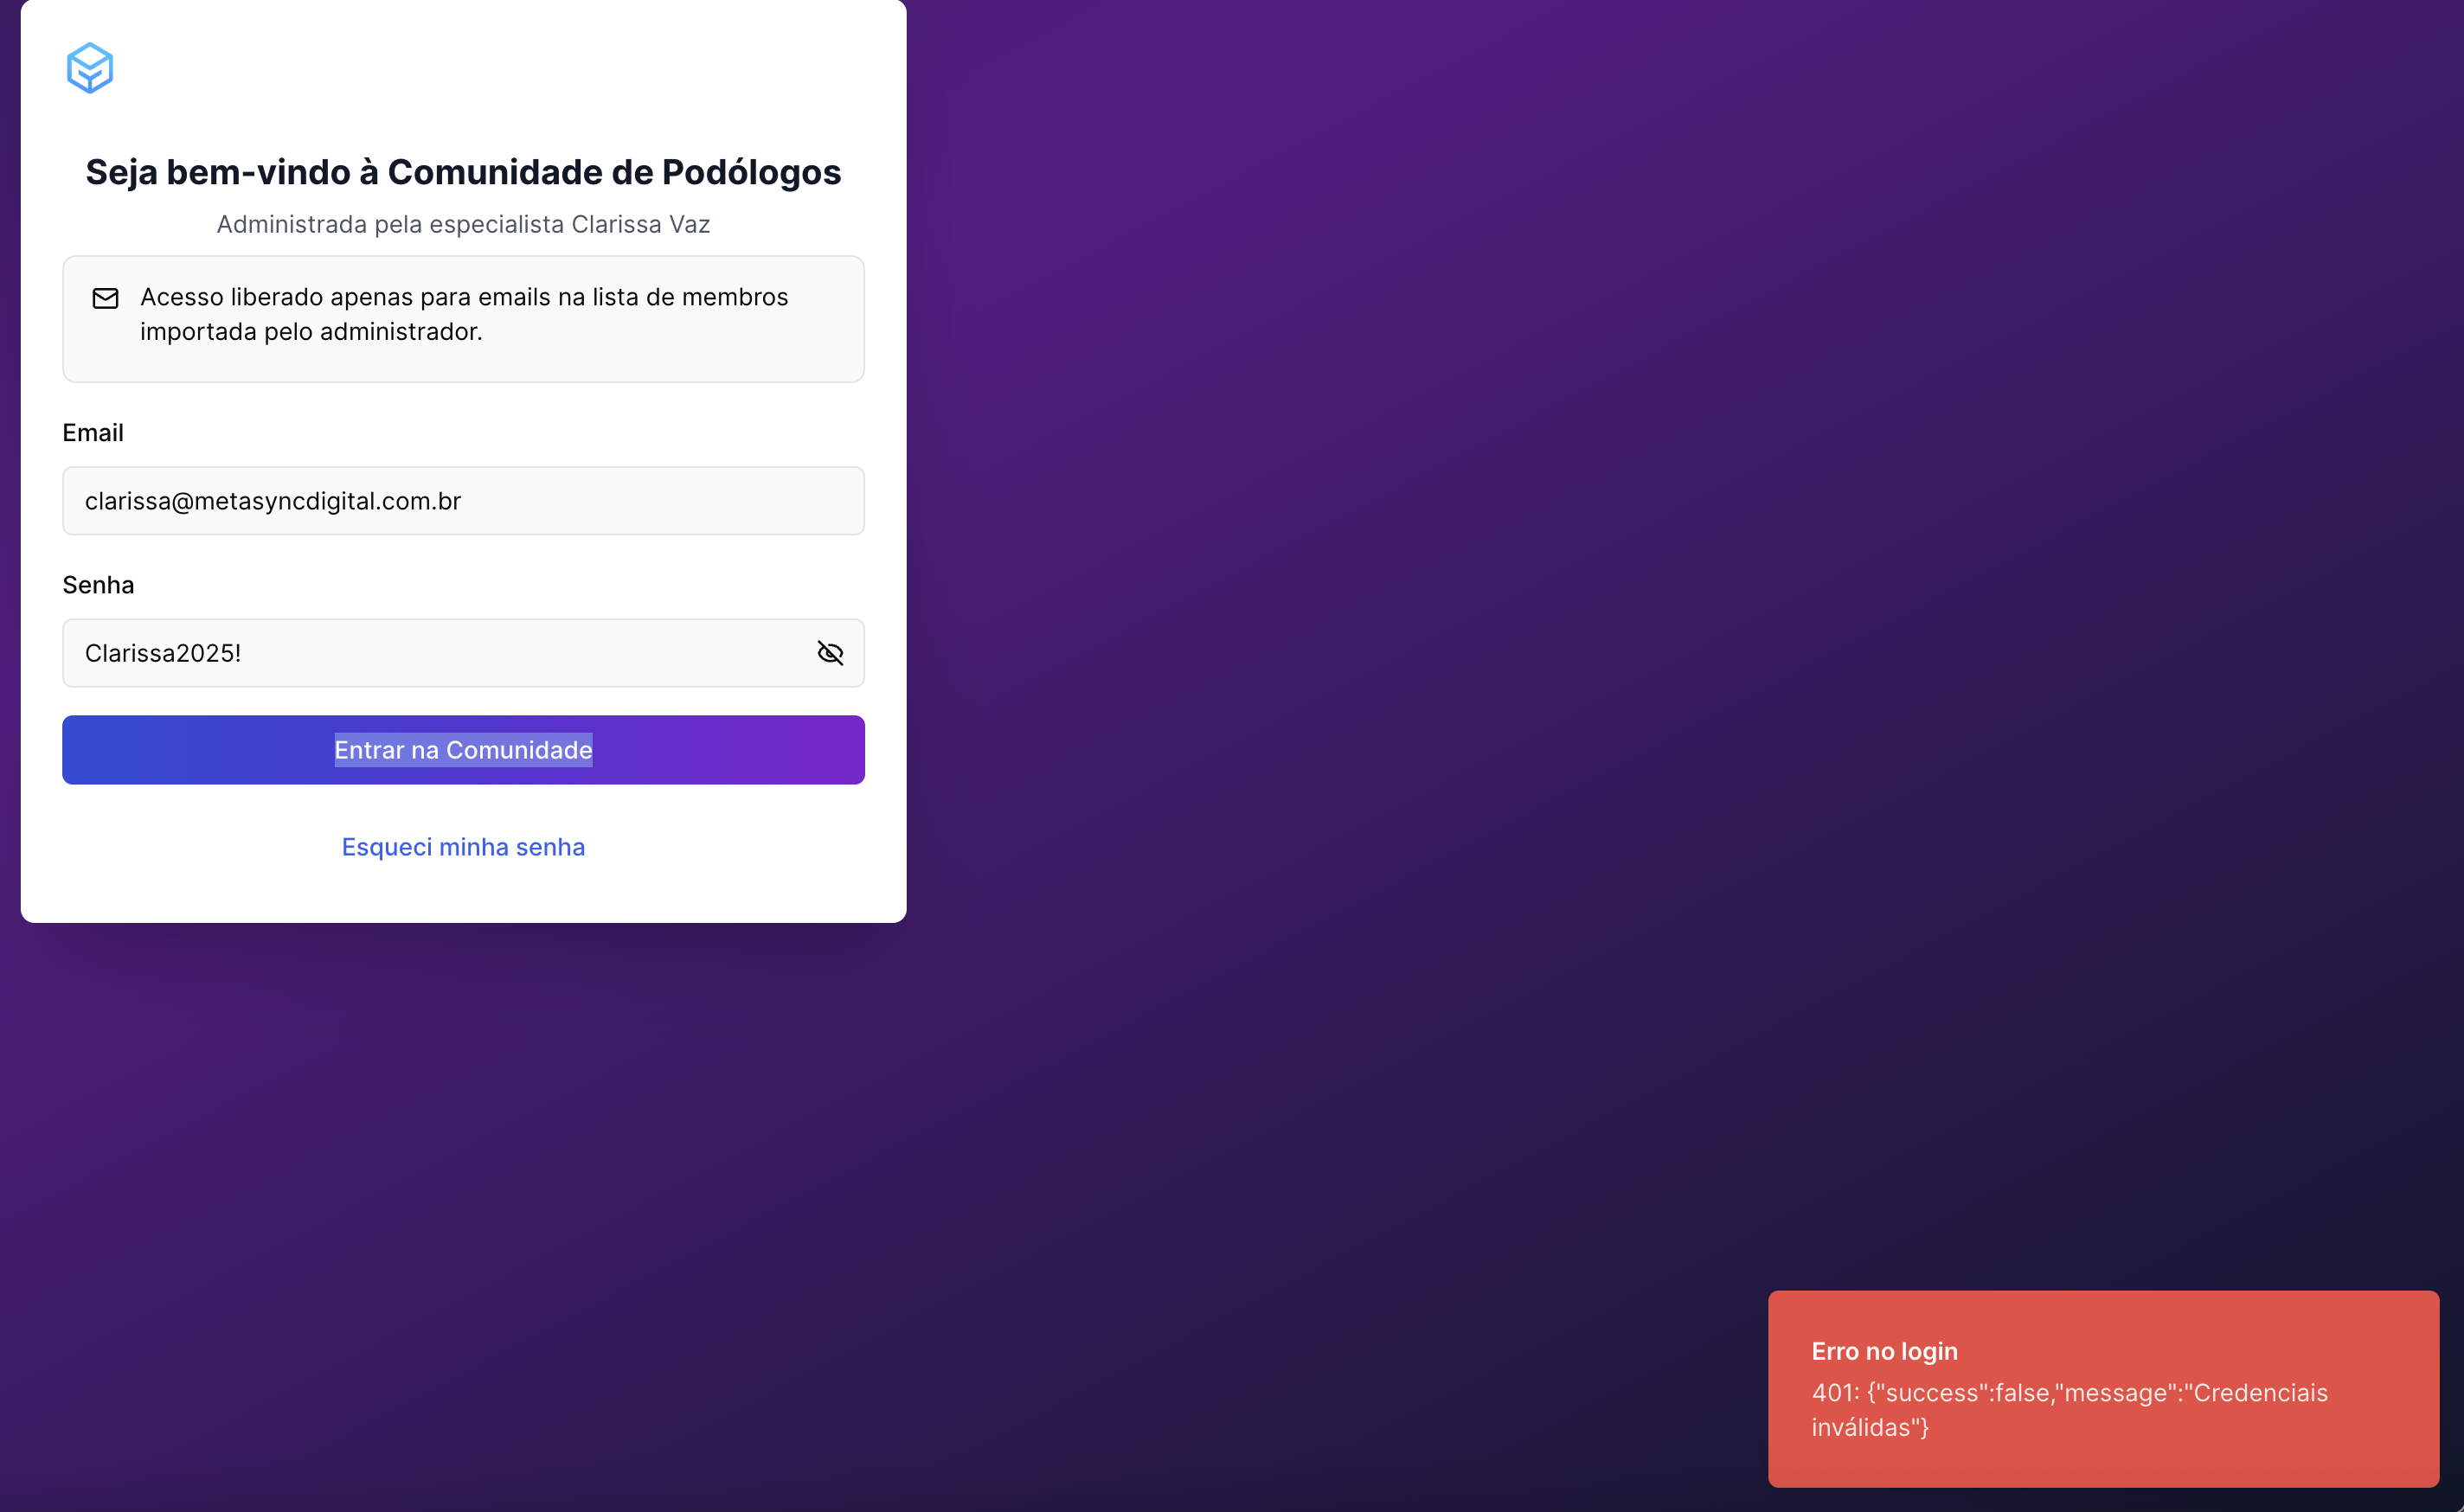 Seja bem-vindo à Comunidade de Podólogos
Administrada pela especialista Clarissa Vaz
Acesso liberado apenas para emails na lista de membros
importada pelo administrador.
Email
clarissa@metasyncdigital.com.br
Senha
Clarissa2025!
Entrar na Comunidade
Esqueci minha senha
Erro no login
401: {"success":false,"message":"Credenciais
inválidas"}